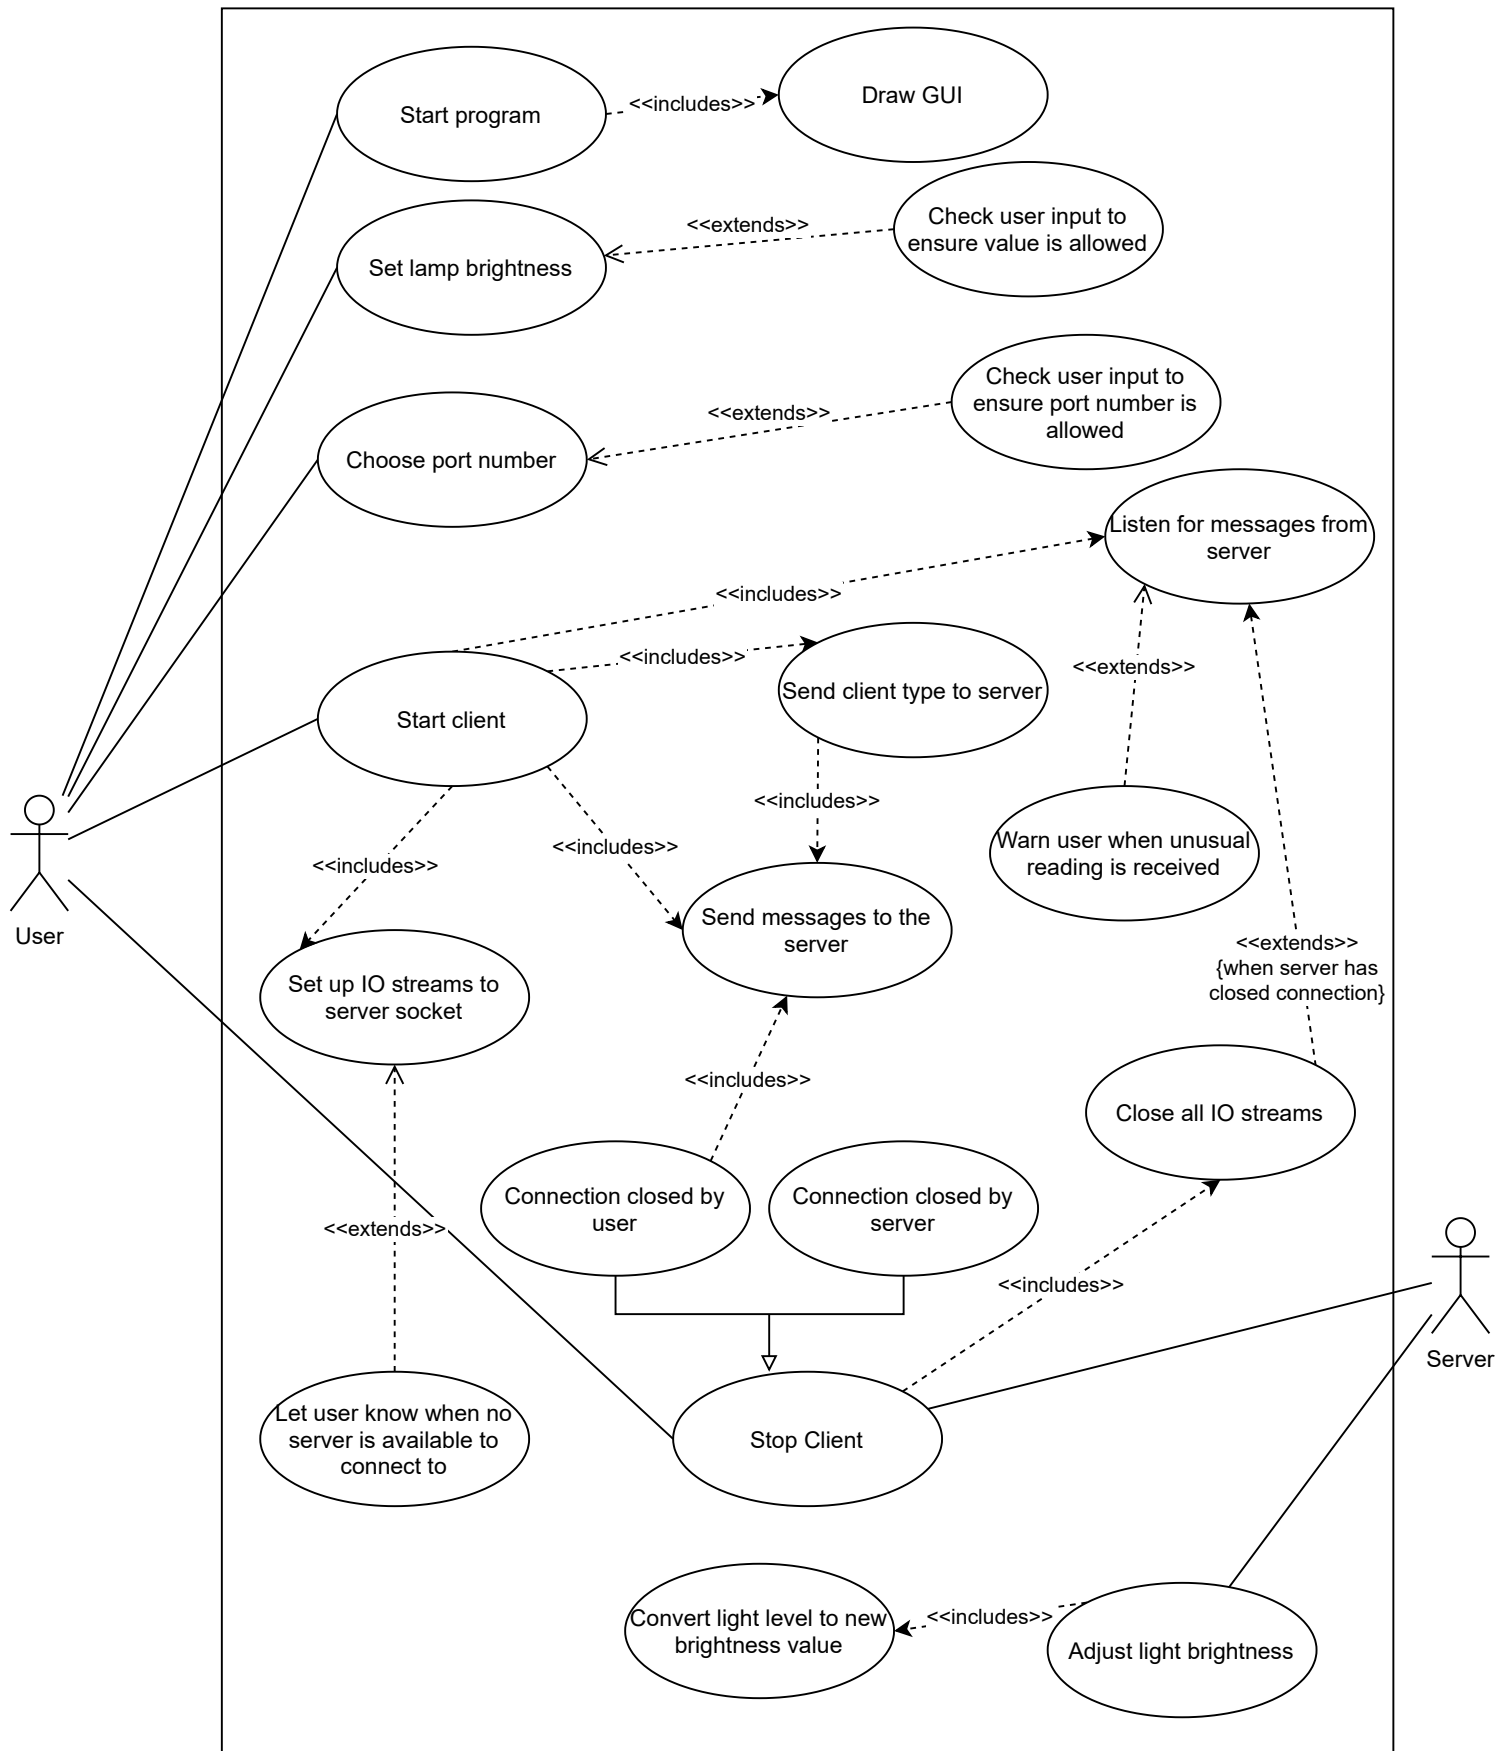 Start program
<<includes>>
Draw GUI
Set lamp brightness
<<extends>>
Check user input to
ensure value is allowed
Choose port number
<<extends>>
Check user input to
ensure port number is
allowed
Listen for messages from
server
<<includes>>
<<includes>>
Start client
Send client type to server
<<extends>>
<<includes>>
<<includes>>
<<includes>>
Warn user when unusual
reading is received
User
Send messages to the
server
<<extends>>
{when server has
closed connection}
Set up IO streams to
server socket
<<includes>>
Close all IO streams
Connection closed by
user
Connection closed by
server
<<extends>>
<<includes>>
Server
Let user know when no
server is available to
connect to
Stop Client
Convert light level to new
brightness value
<<includes>>
Adjust light brightness